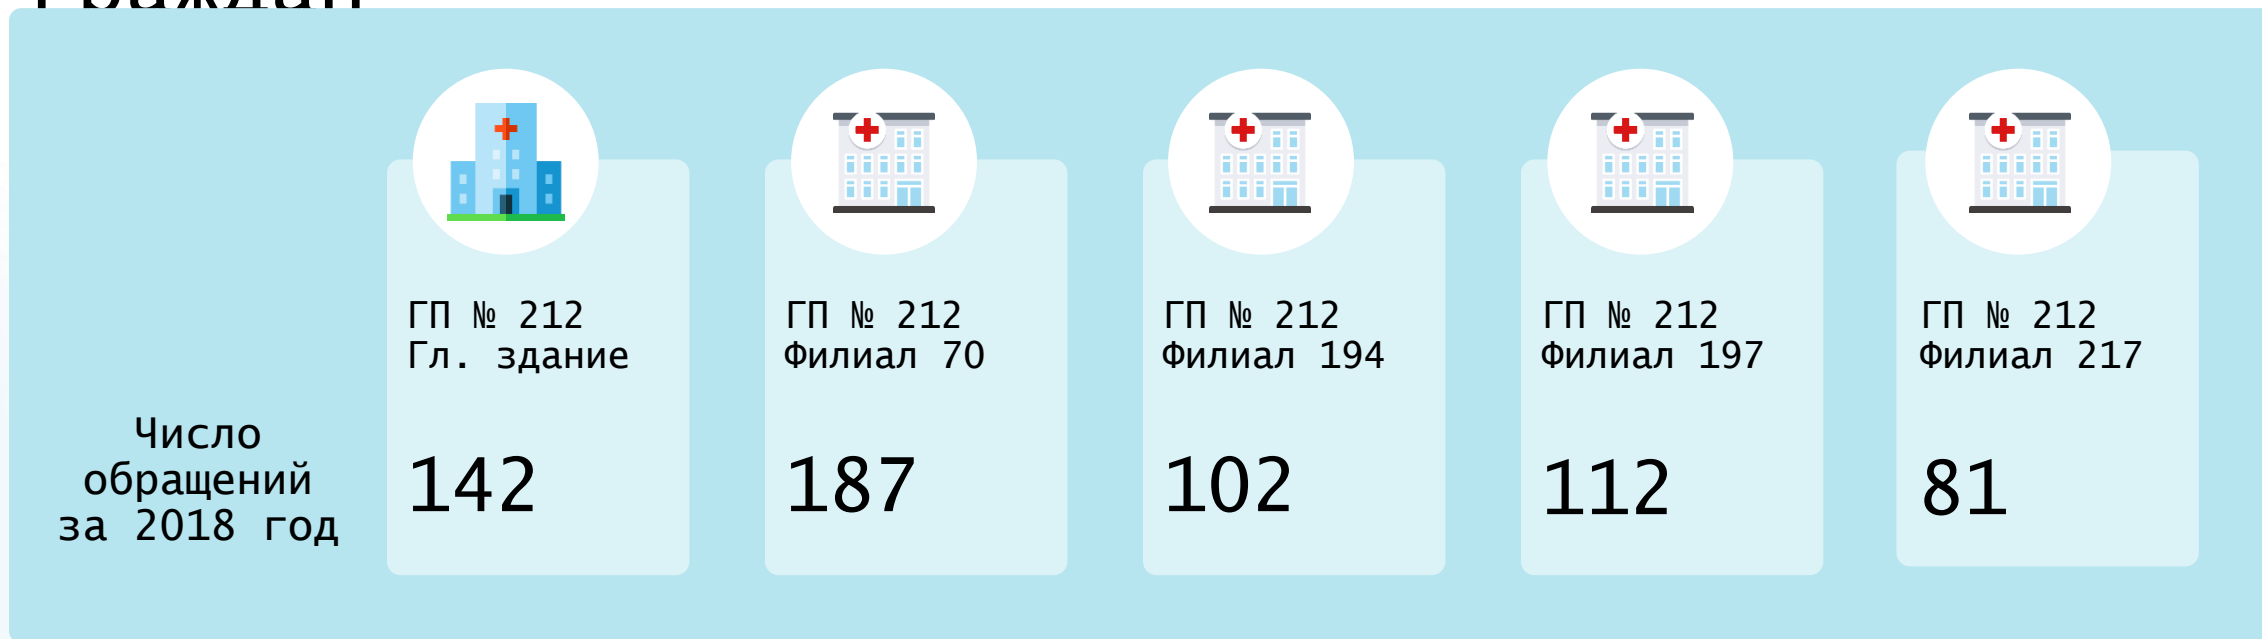 граждан
ГП № 212
Гл. здание
ГП № 212
Филиал 70
ГП № 212
Филиал 194
ГП № 212
Филиал 197
ГП № 212
Филиал 217
Число
обращений
за 2018 год
142
187
102
112
81